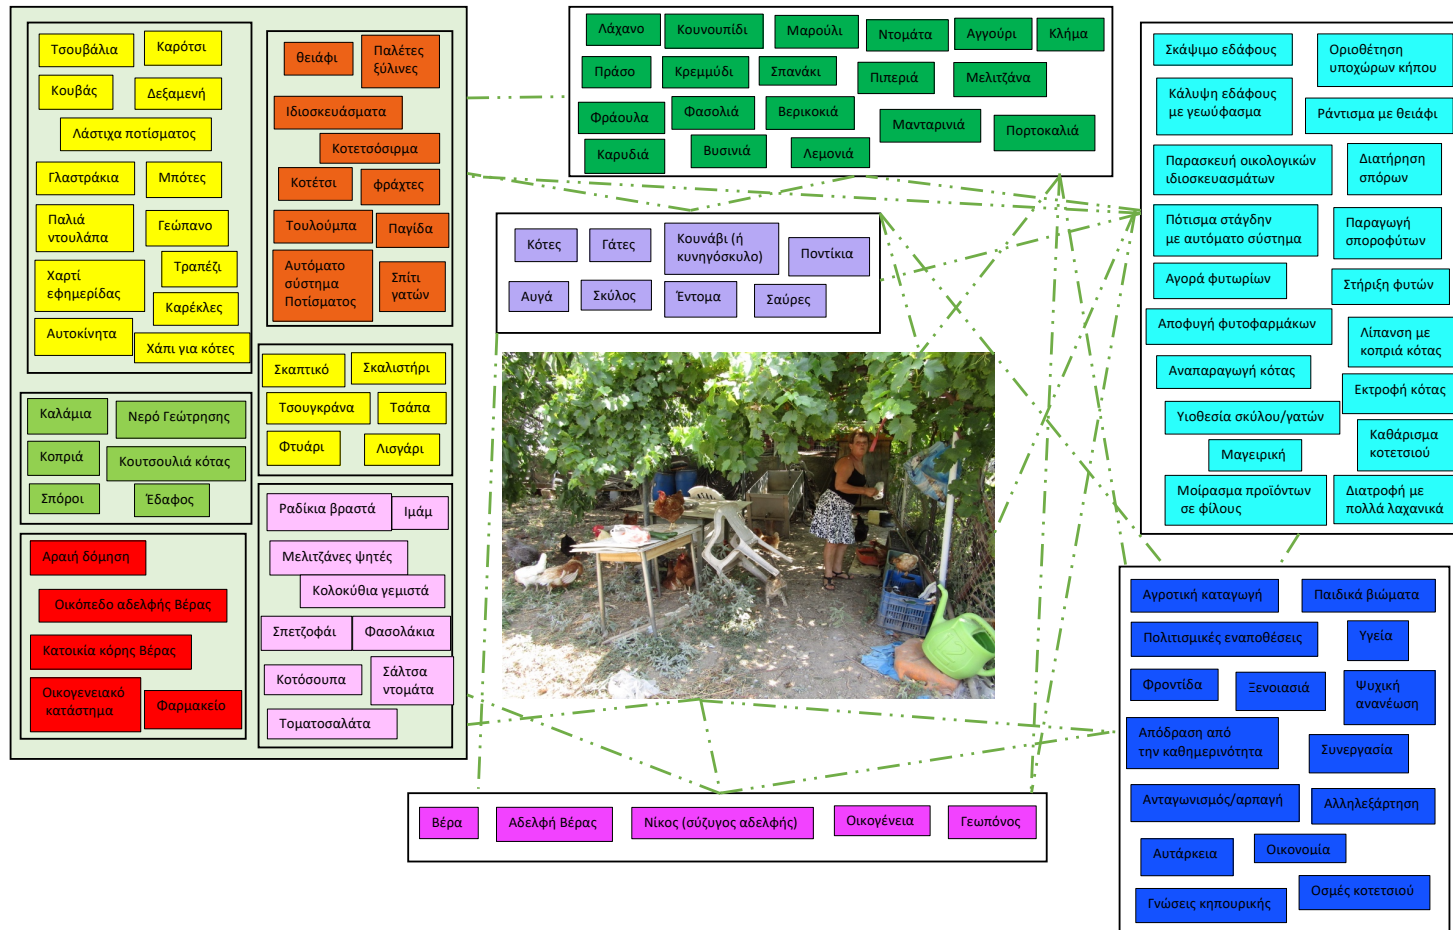 Τσουβάλια
Καρότσι
Κουβάς
Δεξαμενή
Λάστιχα ποτίσματος
Γλαστράκια
Μπότες
Παλιά
ντουλάπα
Γεώπανο
Χαρτί
εφημερίδας
Τραπέζι
Καρέκλες
Αυτοκίνητα
Χάπι για κότες
θειάφι
Παλέτες
ξύλινες
Ιδιοσκευάσματα
Κοτετσόσιρμα
Κοτέτσι
φράχτες
Τουλούμπα
Παγίδα
Αυτόματο
σύστημα
Ποτίσματος
Σπίτι
γατών
Σκαπτικό
Σκαλιστήρι
Τσουγκράνα
Τσάπα
Φτυάρι
Λισγάρι
Καλάμια
Νερό Γεώτρησης
Κοπριά
Κουτσουλιά κότας
Σπόροι
Έδαφος
Αραιή δόμηση
Οικόπεδο αδελφής Βέρας
Κατοικία κόρης Βέρας
Οικογενειακό
κατάστημα
Φαρμακείο
Ραδίκια βραστά
Ιμάμ
Μελιτζάνες ψητές
Κολοκύθια γεμιστά
Σπετζοφάι
Φασολάκια
Κοτόσουπα
Σάλτσα
ντομάτα
Τοματοσαλάτα
Λάχανο
Κουνουπίδι
Μαρούλι
Ντομάτα
Αγγούρι
Κλήμα
Πράσο
Κρεμμύδι
Σπανάκι
Πιπεριά
Μελιτζάνα
Φράουλα
Φασολιά
Βερικοκιά
Μανταρινιά
Πορτοκαλιά
Καρυδιά
Βυσινιά
Λεμονιά
Κότες
Γάτες
Κουνάβι (ή
κυνηγόσκυλο)
Ποντίκια
Αυγά
Σκύλος
Έντομα
Σαύρες
Βέρα
Αδελφή Βέρας
Νίκος (σύζυγος αδελφής)
Οικογένεια
Γεωπόνος
Σκάψιμο εδάφους
Οριοθέτηση
υποχώρων κήπου
Κάλυψη εδάφους
με γεωύφασμα
Ράντισμα με θειάφι
Παρασκευή οικολογικών
ιδιοσκευασμάτων
Διατήρηση
σπόρων
Πότισμα στάγδην
με αυτόματο σύστημα
Παραγωγή
σποροφύτων
Αγορά φυτωρίων
Στήριξη φυτών
Αποφυγή φυτοφαρμάκων
Λίπανση με
κοπριά κότας
Αναπαραγωγή κότας
Εκτροφή κότας
Υιοθεσία σκύλου/γατών
Καθάρισμα
κοτετσιού
Μαγειρική
Μοίρασμα προϊόντων
σε φίλους
Διατροφή με
πολλά λαχανικά
Αγροτική καταγωγή
Παιδικά βιώματα
Πολιτισμικές εναποθέσεις
Υγεία
Φροντίδα
Ξενοιασιά
Ψυχική
ανανέωση
Απόδραση από
την καθημερινότητα
Συνεργασία
Ανταγωνισμός/αρπαγή
Αλληλεξάρτηση
Αυτάρκεια
Οικονομία
Γνώσεις κηπουρικής
Οσμές κοτετσιού